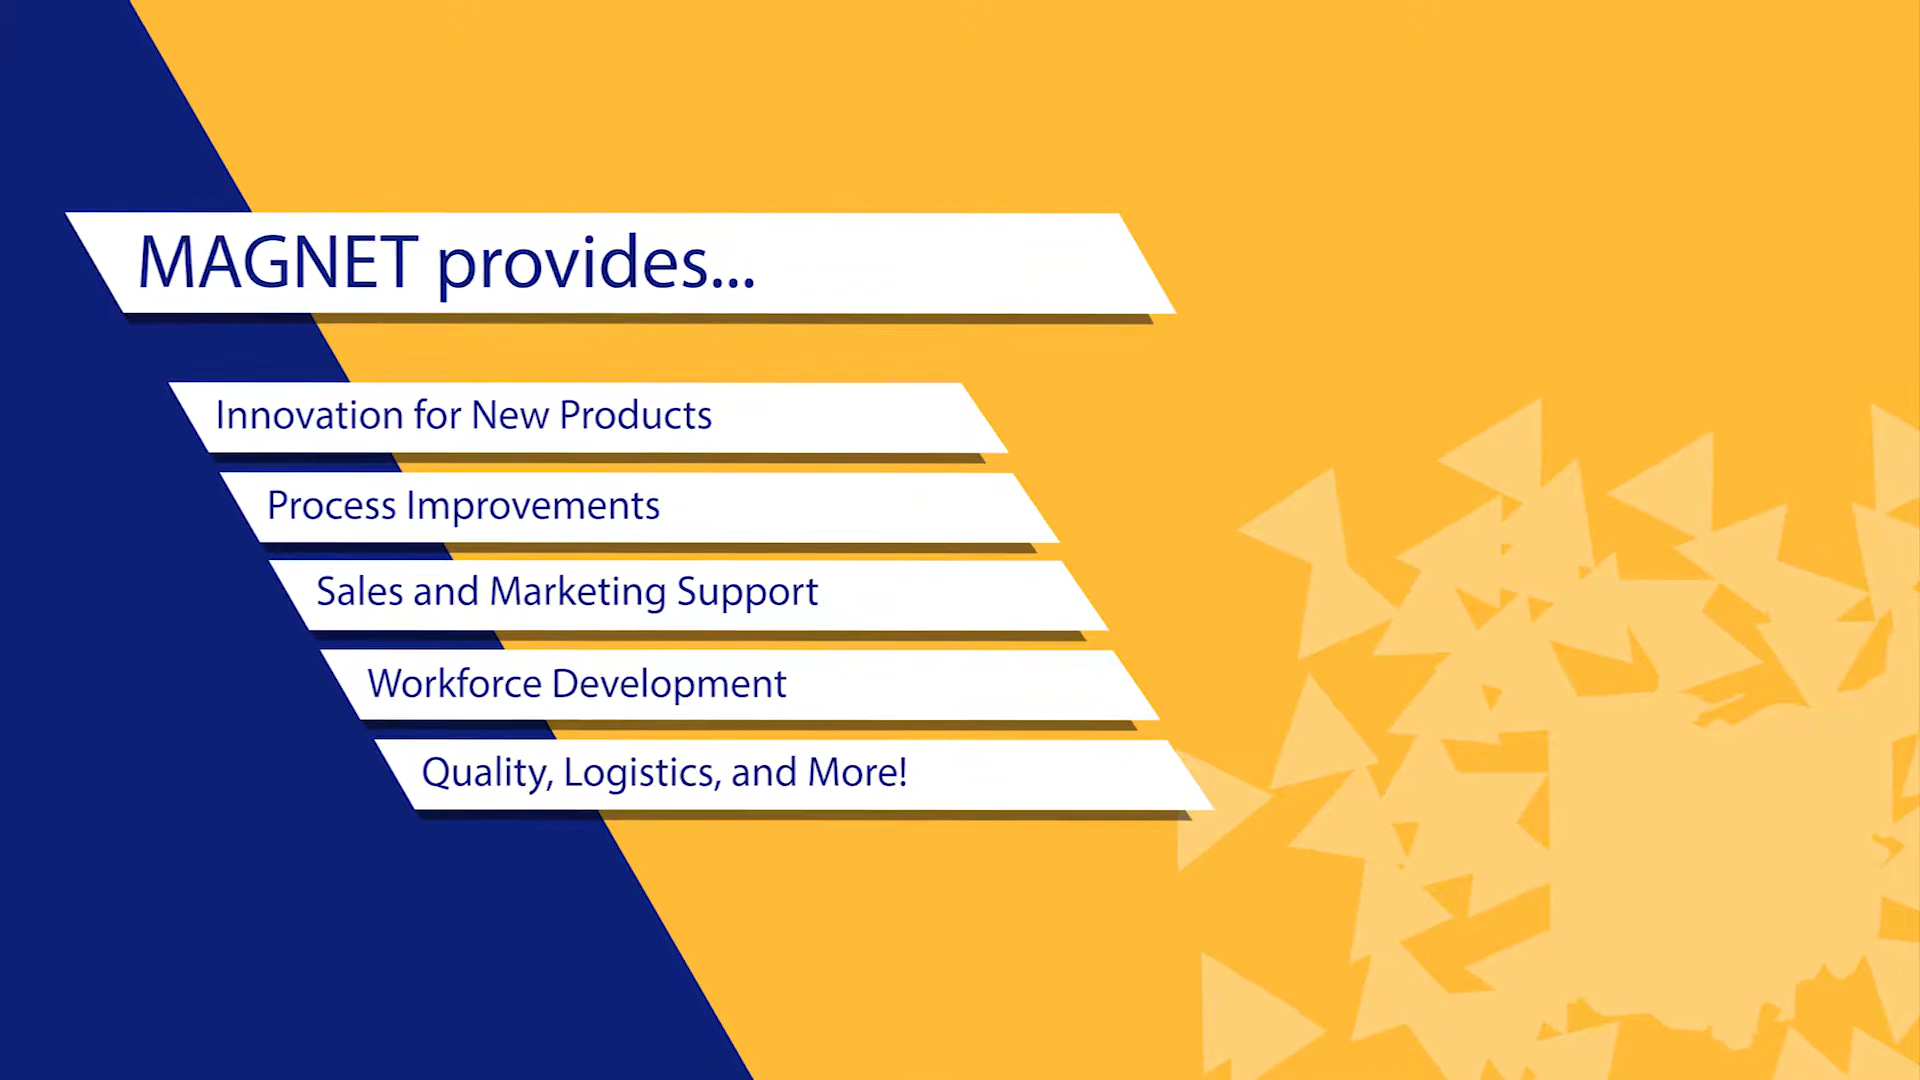 MAGNET provides...
Innovation for New Products
Process Improvements
Sales and Marketing Support
Workforce Development
Quality, Logistics, and More!